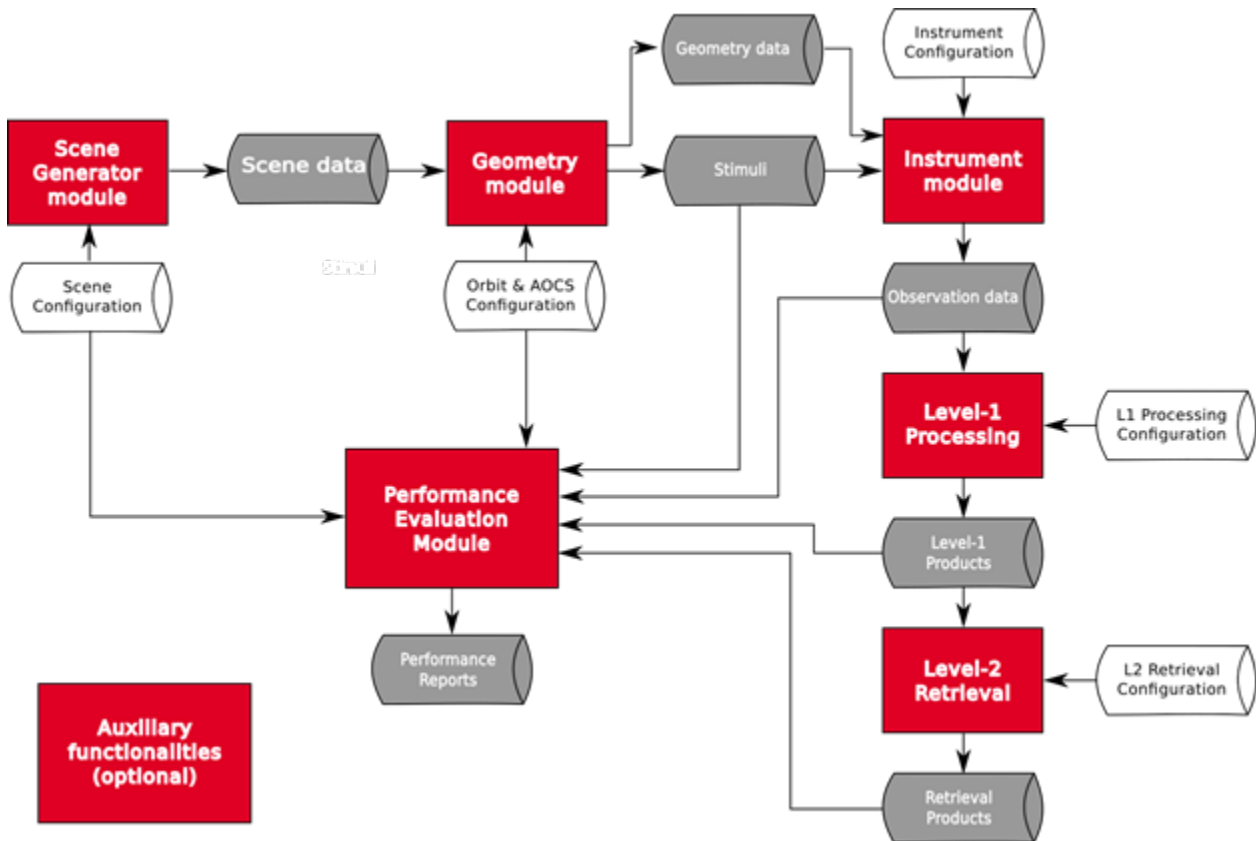 Geometry data
Instrument
Configuration
Scene
Generator
module
Scene data
Geometry
module
Stimuli
Instrument
module
Scene
Configuration
Stimuli
Orbit & AOCS
Configuration
Observation data
Level-1
Processing
L1 Processing
Configuration
Performance
Evaluation
Module
Level-1
Products
Performance
Reports
Level-2
Retrieval
L2 Retrieval
Configuration
Auxiliary
functionalities
(optional)
Retrieval
Products